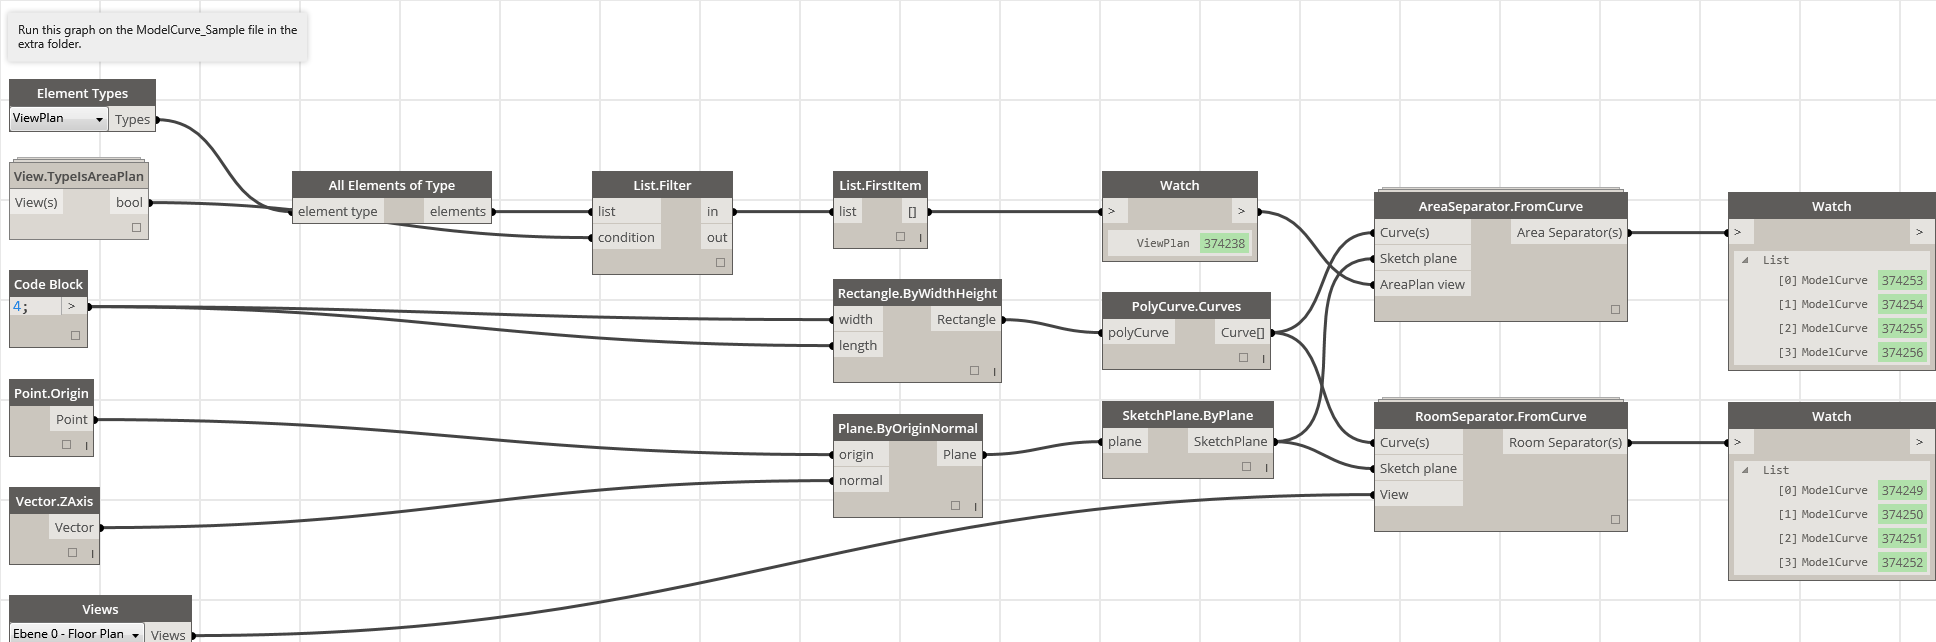 Run this graph on the ModelCurve_Sample file in the
extra folder.
Element Types
ViewPlan
Types
View.TypeIsAreaPlan
View(s)
bool
All Elements of Type
element type
elements
List.Filter
list
in
condition
out
List.FirstItem
list
[]
I
Watch
>
>
ViewPlan 374238
AreaSeparator.FromCurve
Curve(s)
Area Separator(s)
Sketch plane
AreaPlan view
Watch
>
>
List
[0] ModelCurve 374253
[1] ModelCurve 374254
[2] ModelCurve 374255
[3] ModelCurve 374256
Code Block
4;
>
Rectangle.ByWidthHeight
width
Rectangle
length
I
PolyCurve.Curves
polyCurve
Curve[]
I
Point.Origin
Point
I
Plane.ByOriginNormal
origin
Plane
normal
I
SketchPlane.ByPlane
plane
SketchPlane
I
RoomSeparator.FromCurve
Curve(s)
Room Separator(s)
Sketch plane
View
Watch
>
>
List
[0] ModelCurve 374249
[1] ModelCurve 374250
[2] ModelCurve 374251
[3] ModelCurve 374252
Vector.ZAxis
Vector
I
Views
Ebene 0 - Floor Plan
Views